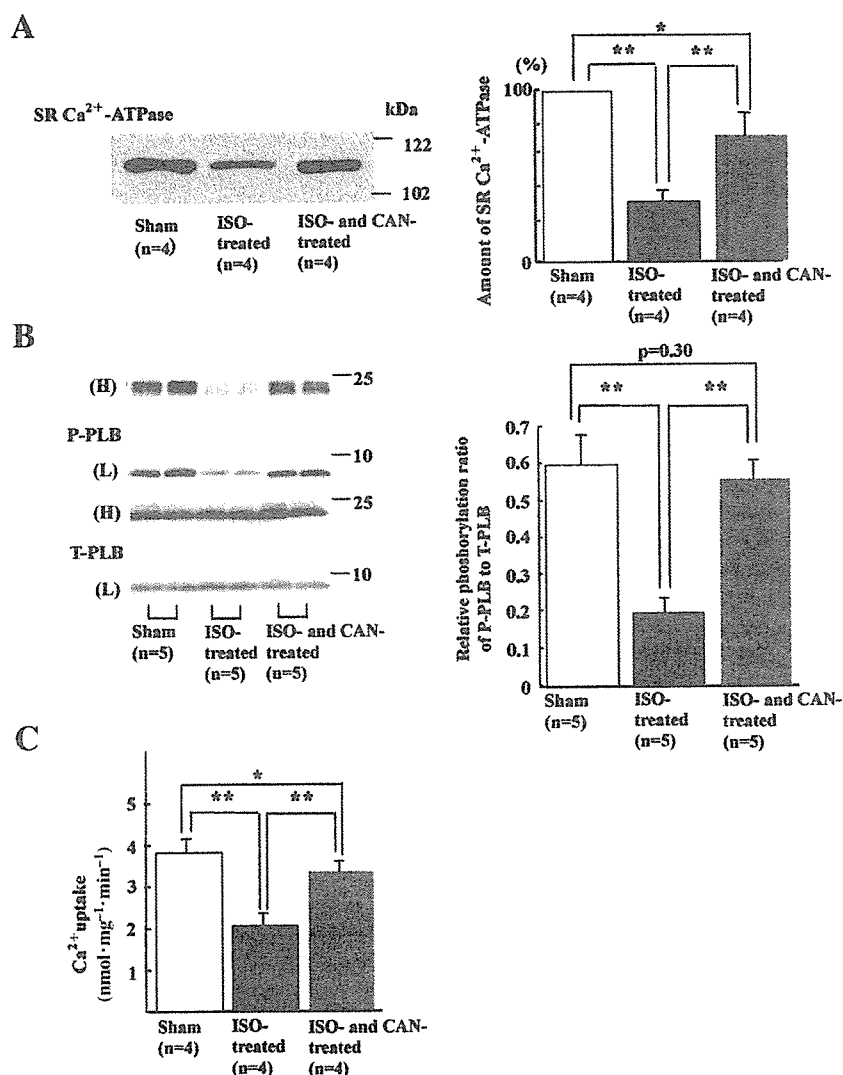 A
SR Ca²⁺-ATPase
kDa
122
102
Sham
(n=4)
ISO-
treated
(n=4)
ISO- and CAN-
treated
(n=4)
*
**
**
(%)
100
0
Amount of SR Ca²⁺-ATPase
Sham
(n=4)
ISO-
treated
(n=4)
ISO- and CAN-
treated
(n=4)
B
(H)
25
P-PLB
10
(L)
25
(H)
T-PLB
10
(L)
Sham
(n=5)
ISO-
treated
(n=5)
ISO- and CAN-
treated
(n=5)
p=0.30
**
**
0.7
0.6
0.5
0.4
0.3
0.2
0.1
0
Relative phoshorylation ratio
of P-PLB to T-PLB
Sham
(n=5)
ISO-
treated
(n=5)
ISO- and CAN-
treated
(n=5)
C
*
**
**
5
4
3
2
1
Ca²⁺ uptake
(nmol·mg⁻¹·min⁻¹)
Sham
(n=4)
ISO-
treated
(n=4)
ISO- and CAN-
treated
(n=4)